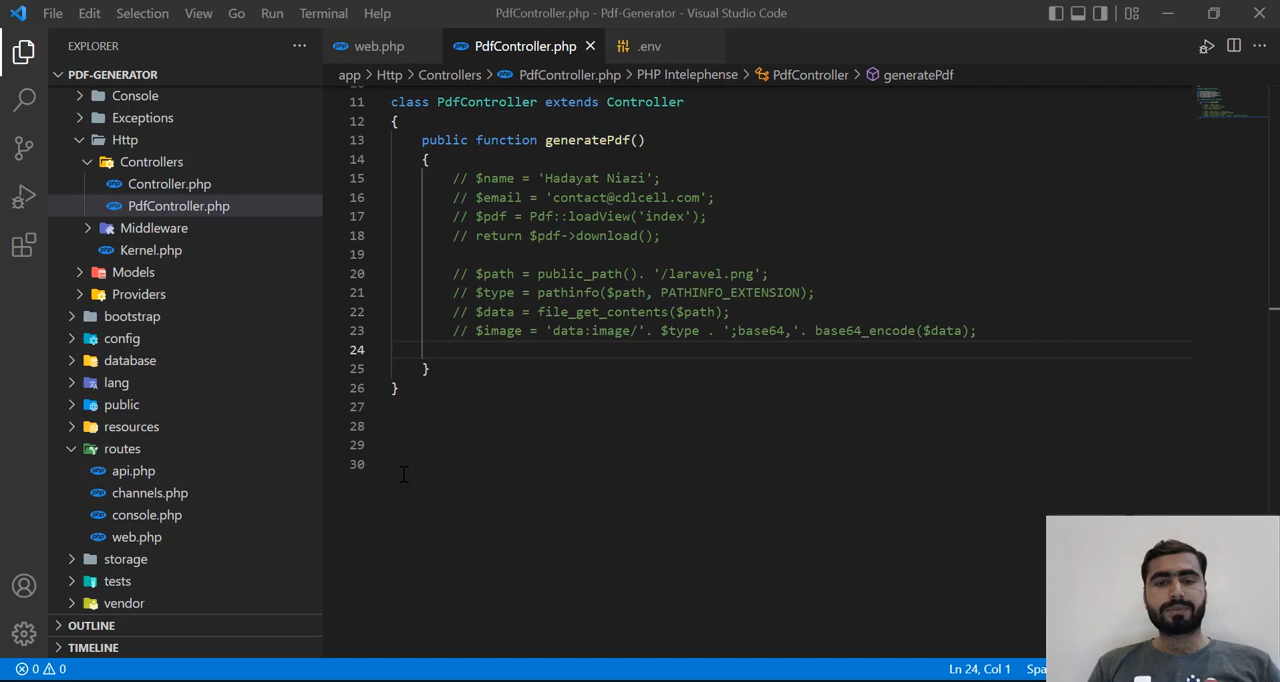 File Edit Selection View Go Run Terminal Help PdfController.php - Pdf-Generator - Visual Studio Code
EXPLORER
PDF-GENERATOR
Console
Exceptions
Http
Controllers
Controller.php
PdfController.php
Middleware
Kernel.php
Models
Providers
bootstrap
config
database
lang
public
resources
routes
api.php
channels.php
console.php
web.php
storage
tests
vendor
OUTLINE
TIMELINE
web.php PdfController.php .env
app > Http > Controllers > PdfController.php > PHP Intelephense > PdfController > generatePdf
11 class PdfController extends Controller
12 {
13 public function generatePdf()
14 {
15 // $name = 'Hadayat Niazi';
16 // $email = 'contact@cdlcell.com';
17 // $pdf = Pdf::loadView('index');
18 // return $pdf->download();
19
20 // $path = public_path(). '/laravel.png';
21 // $type = pathinfo($path, PATHINFO_EXTENSION);
22 // $data = file_get_contents($path);
23 // $image = 'data:image/'. $type . ';base64,'. base64_encode($data);
24
25 }
26 }
27
28
29
30
0 0 Ln 24, Col 1 Spa